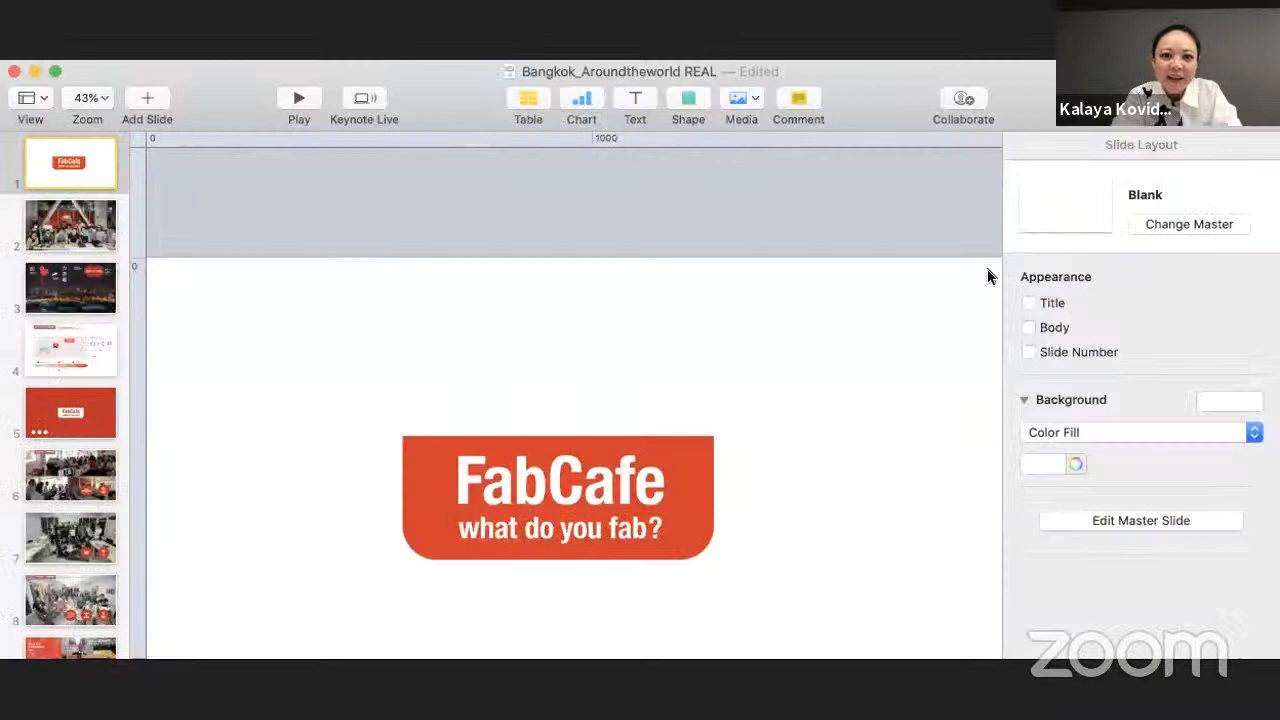 Bangkok_Aroundtheworld REAL — Edited
43%
View
Zoom
Add Slide
Play
Keynote Live
Table
Chart
Text
Shape
Media
Comment
Collaborate
Kalaya Kovid...
0
1000
0
Slide Layout
Blank
Change Master
Appearance
Title
Body
Slide Number
Background
Color Fill
Edit Master Slide
1
2
3
4
5
6
7
8
FabCafe
FabCafe
FabCafe
what do you fab?
zoom